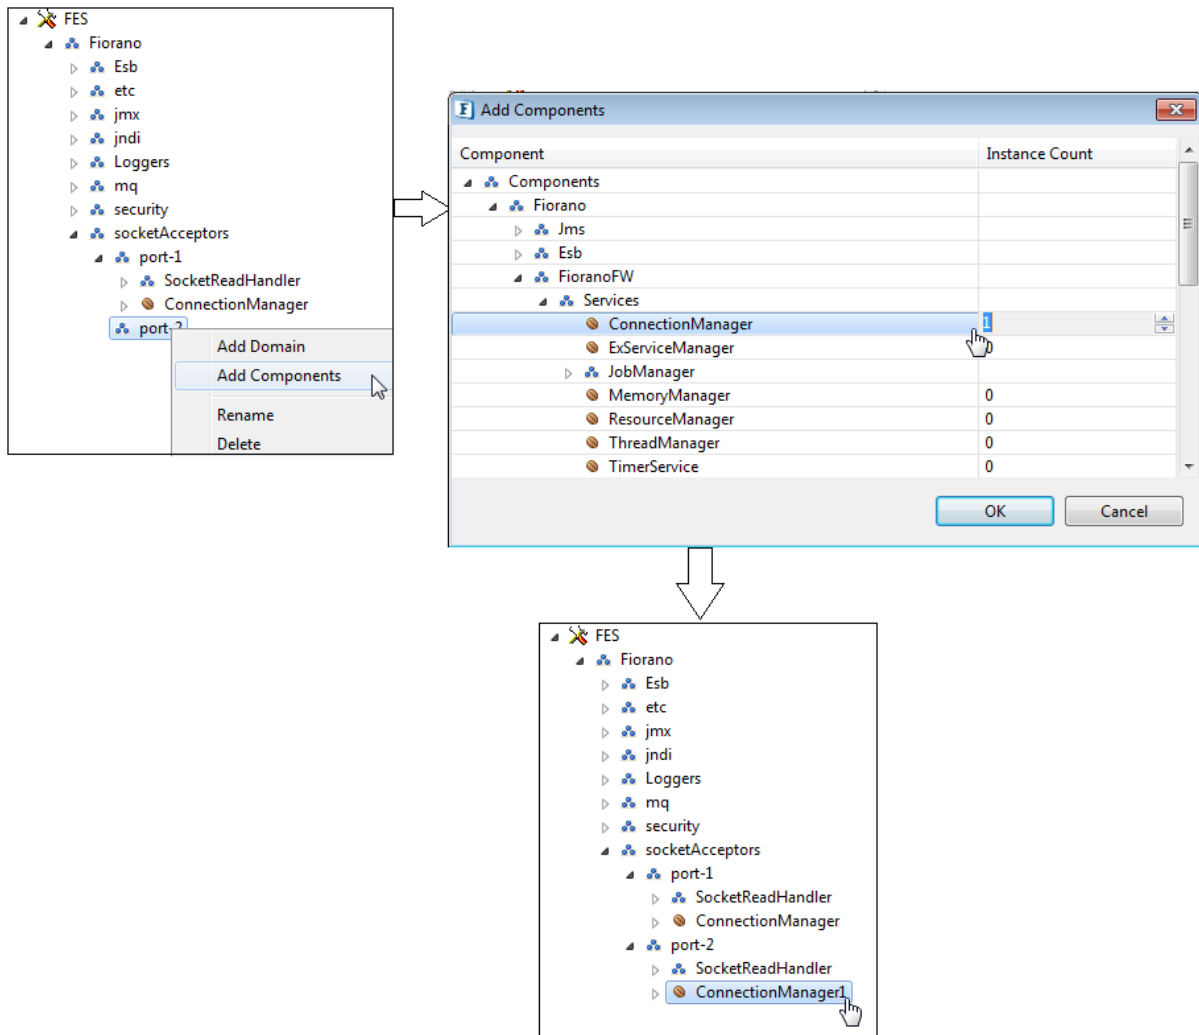 FES
Fiorano
Esb
etc
jmx
jndi
Loggers
mq
security
socketAcceptors
port-1
SocketReadHandler
ConnectionManager
port-2
Add Domain
Add Components
Rename
Delete
Add Components
Component Instance Count
Components
Fiorano
Jms
Esb
FioranoFW
Services
ConnectionManager 1
ExServiceManager 0
JobManager
MemoryManager 0
ResourceManager 0
ThreadManager 0
TimerService 0
OK Cancel
FES
Fiorano
Esb
etc
jmx
jndi
Loggers
mq
security
socketAcceptors
port-1
SocketReadHandler
ConnectionManager
port-2
SocketReadHandler
ConnectionManager1